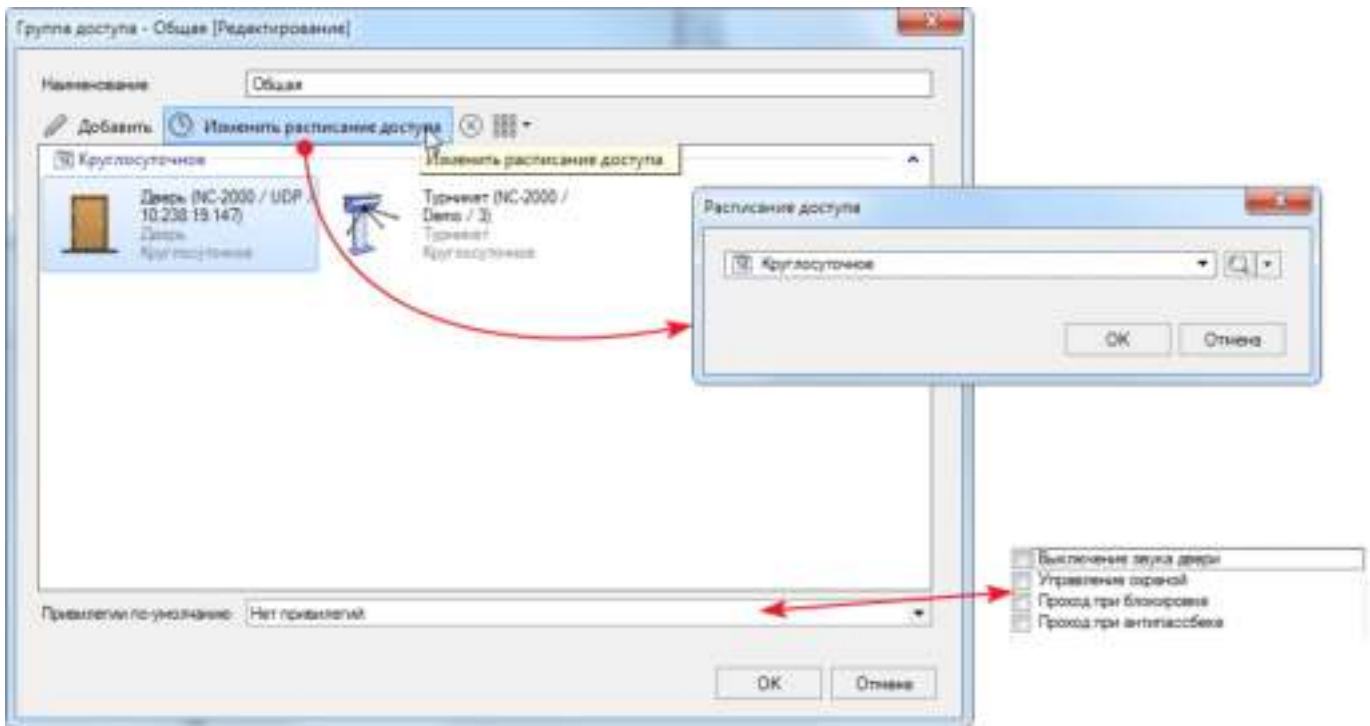 Группа доступа - Общая [Редактирование]
Наименование
Общая
Добавить
Изменить расписание доступа
Изменить расписание доступа
Круглосуточное
Дверь (NC-2000 / UDP /
10.238.19.147)
Дверь
Круглосуточное
Турникет (NC-2000 /
Demo / 3)
Турникет
Круглосуточное
Расписание доступа
Круглосуточное
OK
Отмена
Выключение звука двери
Управление охраной
Проход при блокировке
Проход при антипассбеке
Привилегии по-умолчанию
Нет привилегий
OK
Отмена